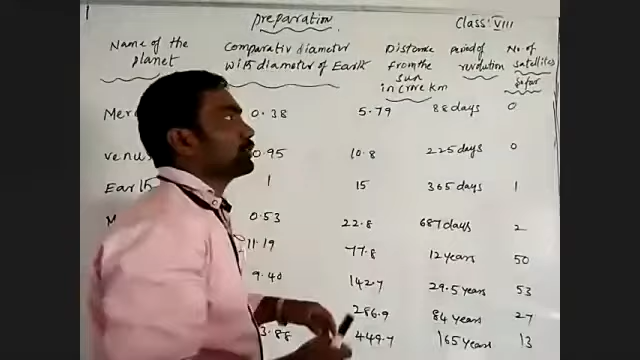 preparation
Class: VIII
Name of the planet
Comparativ diameter with diameter of Earth
Distance from the sun in crore km
period of revolution
No of satellites so far
0.38 5.79 88 days 0
venus 0.95 10.8 225 days 0
Earth 1 15 365 days 1
0.53 22.8 687 days 2
11.19 77.8 12 years 50
9.40 142.7 29.5 years 53
286.9 84 years 27
3.88 449.7 165 years 13